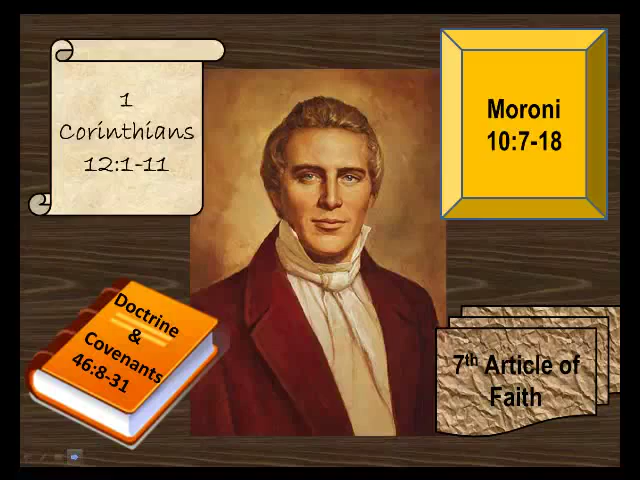 1
Corinthians
12:1-11
Moroni
10:7-18
Doctrine
&
Covenants
46:8-31
7th Article of
Faith